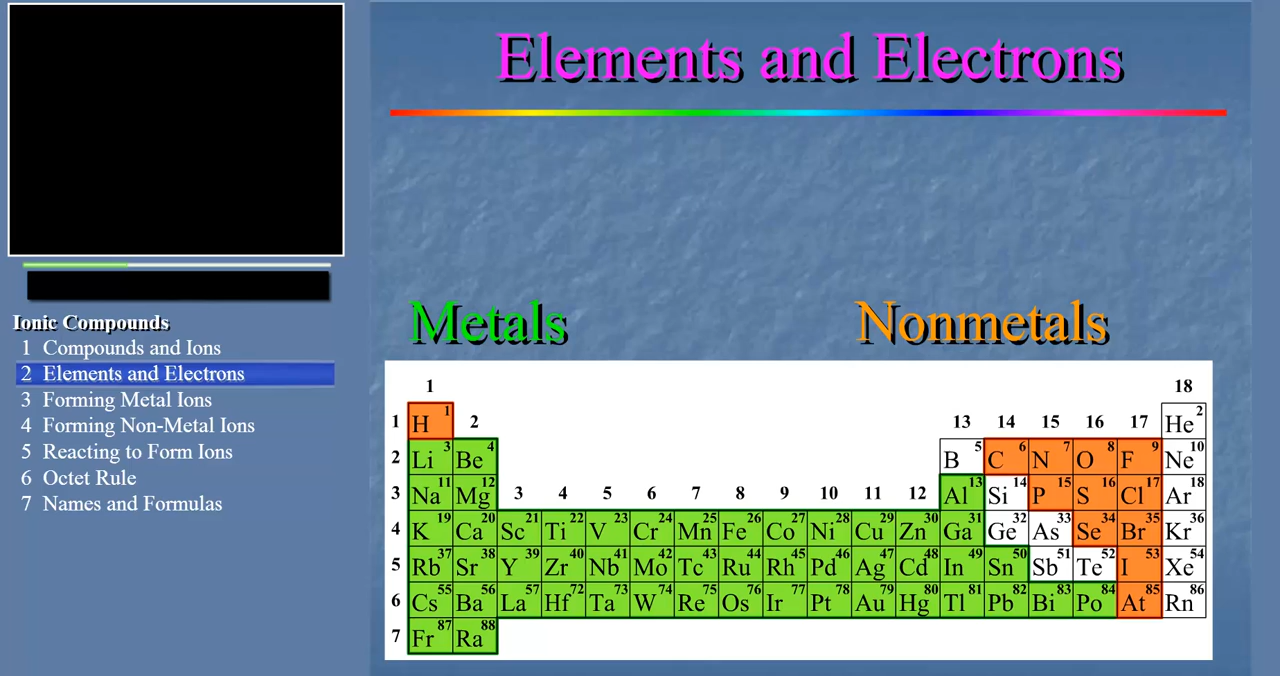 Elements and Electrons
Ionic Compounds
1 Compounds and Ions
2 Elements and Electrons
3 Forming Metal Ions
4 Forming Non-Metal Ions
5 Reacting to Form Ions
6 Octet Rule
7 Names and Formulas
Metals Nonmetals
1 18
1 H 1 2 13 14 15 16 17 He 2
2 Li 3 Be 4 B 5 C 6 N 7 O 8 F 9 Ne 10
3 Na 11 Mg 12 3 4 5 6 7 8 9 10 11 12 Al 13 Si 14 P 15 S 16 Cl 17 Ar 18
4 K 19 Ca 20 Sc 21 Ti 22 V 23 Cr 24 Mn 25 Fe 26 Co 27 Ni 28 Cu 29 Zn 30 Ga 31 Ge 32 As 33 Se 34 Br 35 Kr 36
5 Rb 37 Sr 38 Y 39 Zr 40 Nb 41 Mo 42 Tc 43 Ru 44 Rh 45 Pd 46 Ag 47 Cd 48 In 49 Sn 50 Sb 51 Te 52 I 53 Xe 54
6 Cs 55 Ba 56 La 57 Hf 72 Ta 73 W 74 Re 75 Os 76 Ir 77 Pt 78 Au 79 Hg 80 Tl 81 Pb 82 Bi 83 Po 84 At 85 Rn 86
7 Fr 87 Ra 88